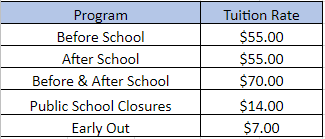 Program Tuition Rate
Before School $55.00
After School $55.00
Before & After School $70.00
Public School Closures $14.00
Early Out $7.00